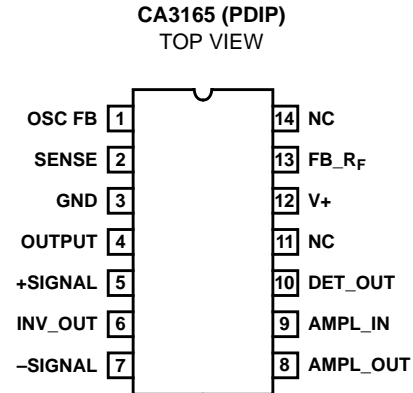 CA3165 (PDIP)
TOP VIEW
OSC FB 1
14 NC
SENSE 2
13 FB_RF
GND 3
12 V+
OUTPUT 4
11 NC
+SIGNAL 5
10 DET_OUT
INV_OUT 6
9 AMPL_IN
–SIGNAL 7
8 AMPL_OUT